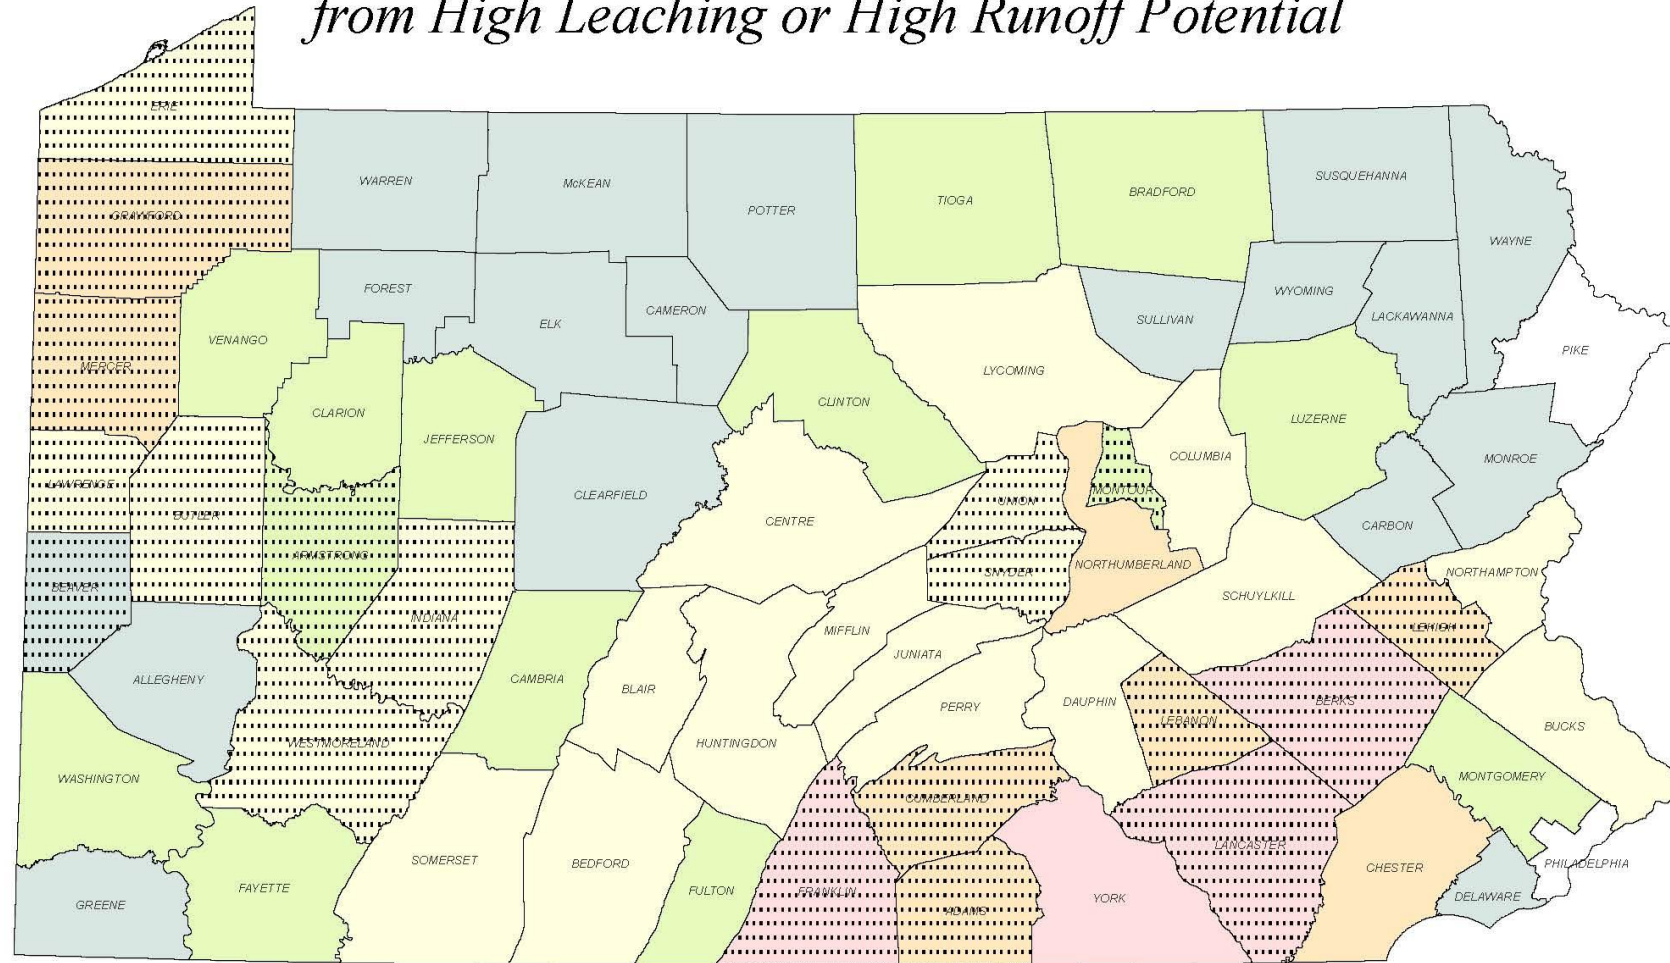 from High Leaching or High Runoff Potential
ERIE
CRAWFORD
WARREN
McKEAN
POTTER
TIOGA
BRADFORD
SUSQUEHANNA
WAYNE
FOREST
ELK
CAMERON
VENANGO
MERCER
CLARION
JEFFERSON
CLINTON
LYCOMING
SULLIVAN
WYOMING
LACKAWANNA
PIKE
LUZERNE
COLUMBIA
MONROE
LAWRENCE
BUTLER
ARMSTRONG
CLEARFIELD
CENTRE
UNION
MONTOUR
CARBON
BEAVER
INDIANA
SNYDER
NORTHUMBERLAND
NORTHAMPTON
SCHUYLKILL
LEHIGH
ALLEGHENY
CAMBRIA
BLAIR
MIFFLIN
JUNIATA
PERRY
DAUPHIN
LEBANON
BERKS
BUCKS
WASHINGTON
WESTMORELAND
HUNTINGDON
CUMBERLAND
MONTGOMERY
LANCASTER
PHILADELPHIA
GREENE
FAYETTE
SOMERSET
BEDFORD
FULTON
FRANKLIN
ADAMS
YORK
CHESTER
DELAWARE